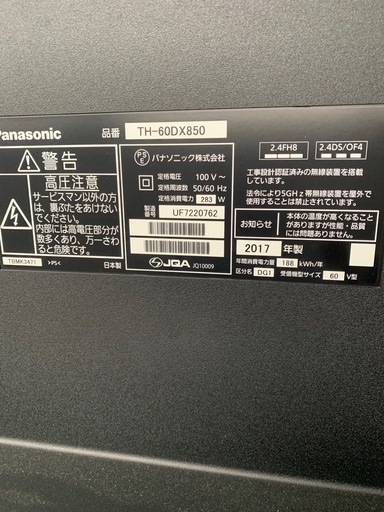 Panasonic
品番 TH-60DX850
警告
高圧注意
サービスマン以外の方
は、裏ぶたをあけないで
ください。
内部には高電圧部分が
数多くあり、万一さわる
と危険です。
TBMK3471 >PS< 日本製
PSE
パナソニック株式会社
定格電圧 100 V~
定格周波数 50/60 Hz
定格消費電力 283 W
製造番号 UF7220762
JQA JQ10009
2.4FH8 2.4DS/OF4
工事設計認証済みの無線装置を搭載
しています。
法令により5GHz帯無線装置を屋外で
使用することは禁止されています。
お知らせ 本体の温度が高くなること
がありますが、性能・品質
には問題ありません。
2017 年製
年間消費電力量 188 kWh/年
区分名 DG1 受信機型サイズ 60 V型